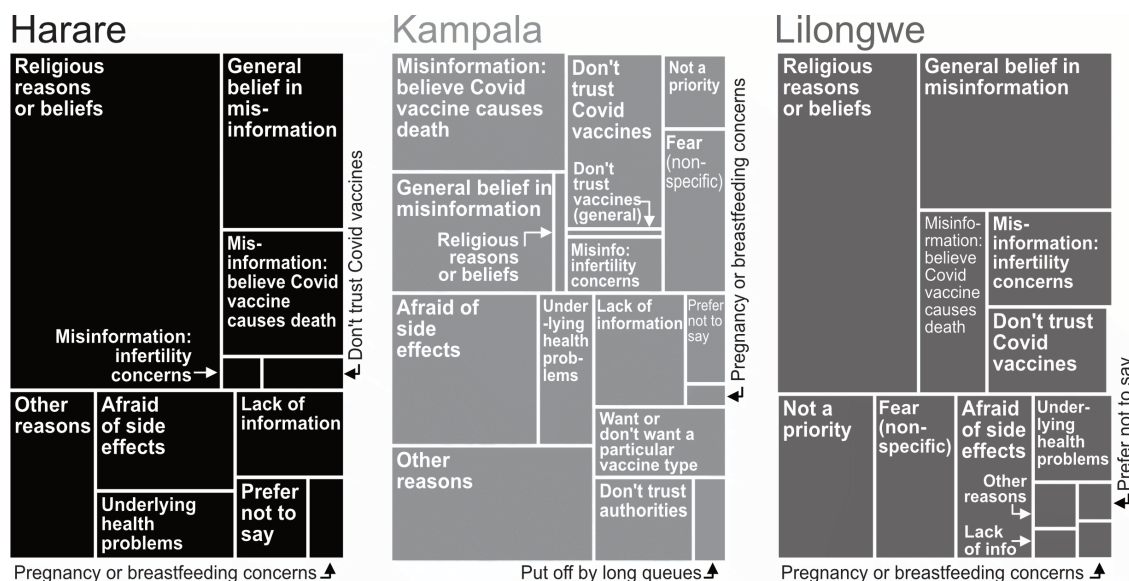 Harare
Religious
reasons
or beliefs
General
belief in
mis-
information
Mis-
information:
believe Covid
vaccine
causes death
Misinformation:
infertility
concerns
Don't trust Covid vaccines
Other
reasons
Afraid
of side
effects
Lack of
information
Underlying
health
problems
Prefer
not to
say
Pregnancy or breastfeeding concerns
Kampala
Misinformation:
believe Covid
vaccine causes
death
Don't
trust
Covid
vaccines
Not a
priority
Don't
trust
vaccines
(general)
Fear
(non-
specific)
General belief in
misinformation
Religious
reasons
or beliefs
Misinfo:
infertility
concerns
Pregnancy or breastfeeding concerns
Afraid of
side
effects
Under
-lying
health
prob-
lems
Lack of
information
Prefer
not to
say
Want or
don't want a
particular
vaccine type
Other
reasons
Don't trust
authorities
Put off by long queues
Lilongwe
Religious
reasons
or beliefs
General belief in
misinformation
Misinfo-
rmation:
believe
Covid
vaccine
causes
death
Mis-
information:
infertility
concerns
Don't trust
Covid
vaccines
Not a
priority
Fear
(non-
specific)
Afraid
of side
effects
Under-
lying
health
problems
Other
reasons
Lack
of info
Prefer not to say
Pregnancy or breastfeeding concerns